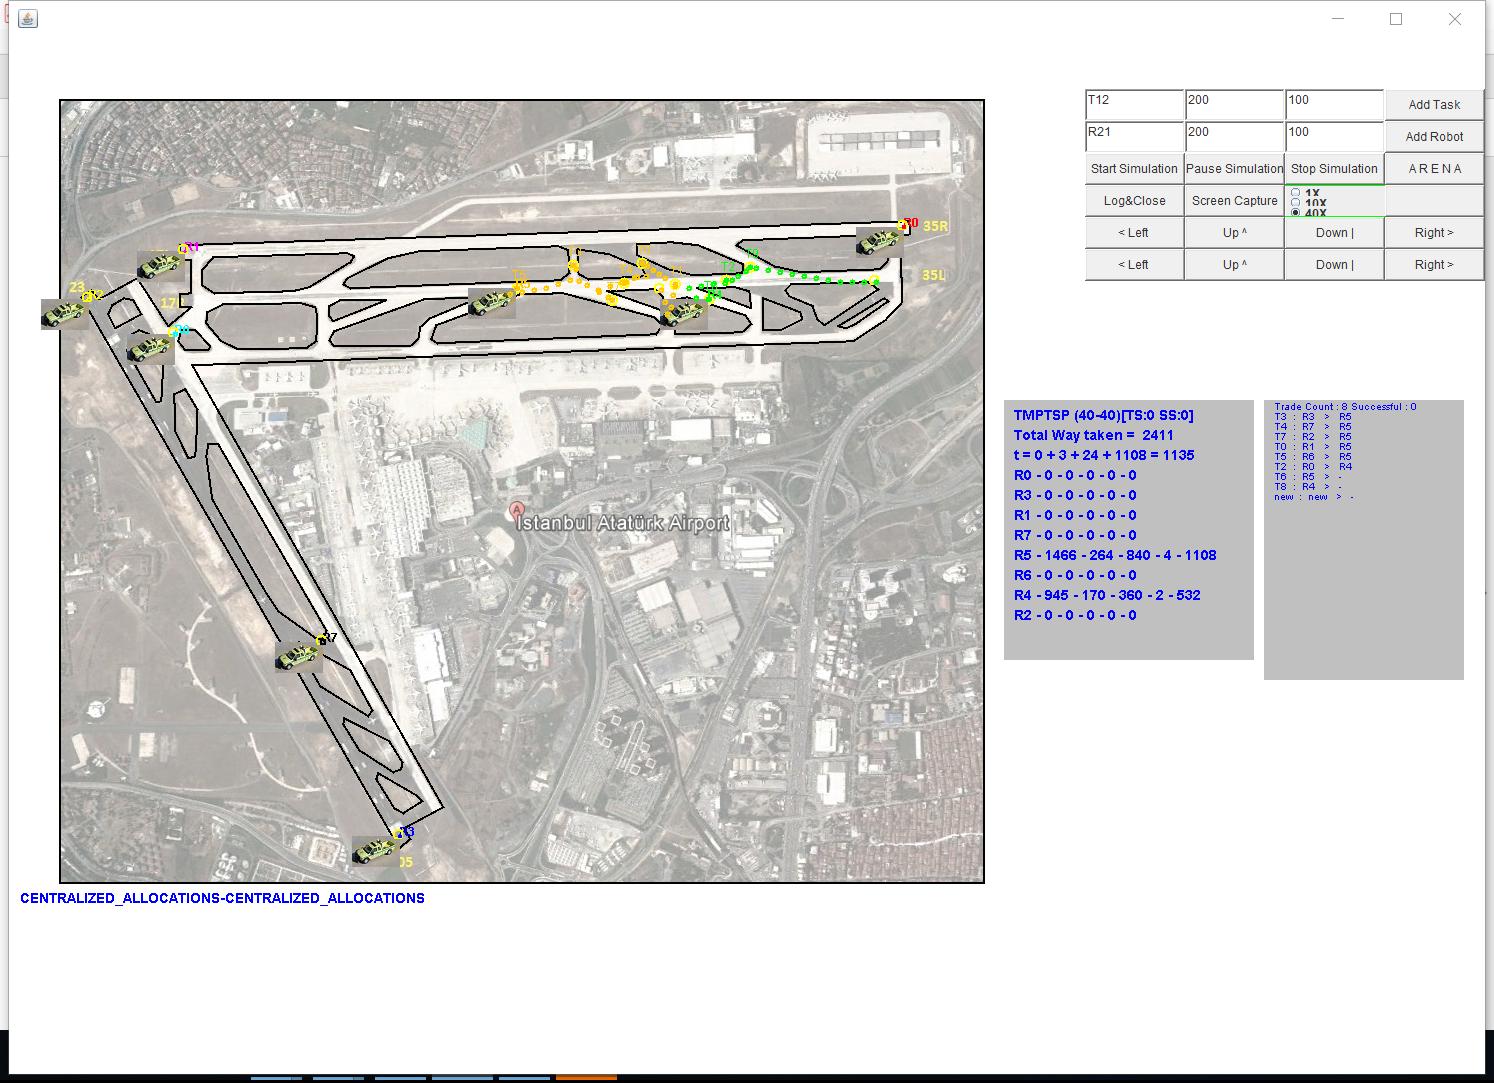 T12 200 100 Add Task
R21 200 100 Add Robot
Start Simulation Pause Simulation Stop Simulation A R E N A
Log&Close Screen Capture 1X
10X
40X
< Left Up ^ Down | Right >
< Left Up ^ Down | Right >
35R
35L
23
17R
T2
R7
05
A
İstanbul Atatürk Airport
TMPTSP (40-40)[TS:0 SS:0]
Total Way taken = 2411
t = 0 + 3 + 24 + 1108 = 1135
R0 - 0 - 0 - 0 - 0 - 0
R3 - 0 - 0 - 0 - 0 - 0
R1 - 0 - 0 - 0 - 0 - 0
R7 - 0 - 0 - 0 - 0 - 0
R5 - 1466 - 264 - 840 - 4 - 1108
R6 - 0 - 0 - 0 - 0 - 0
R4 - 945 - 170 - 360 - 2 - 532
R2 - 0 - 0 - 0 - 0 - 0
Trade Count : 8 Successful : 0
T3 : R3 > R5
T4 : R7 > R5
T7 : R2 > R5
T0 : R1 > R5
T5 : R6 > R5
T2 : R0 > R4
T6 : R5 > -
T8 : R4 > -
new : new > -
CENTRALIZED_ALLOCATIONS-CENTRALIZED_ALLOCATIONS